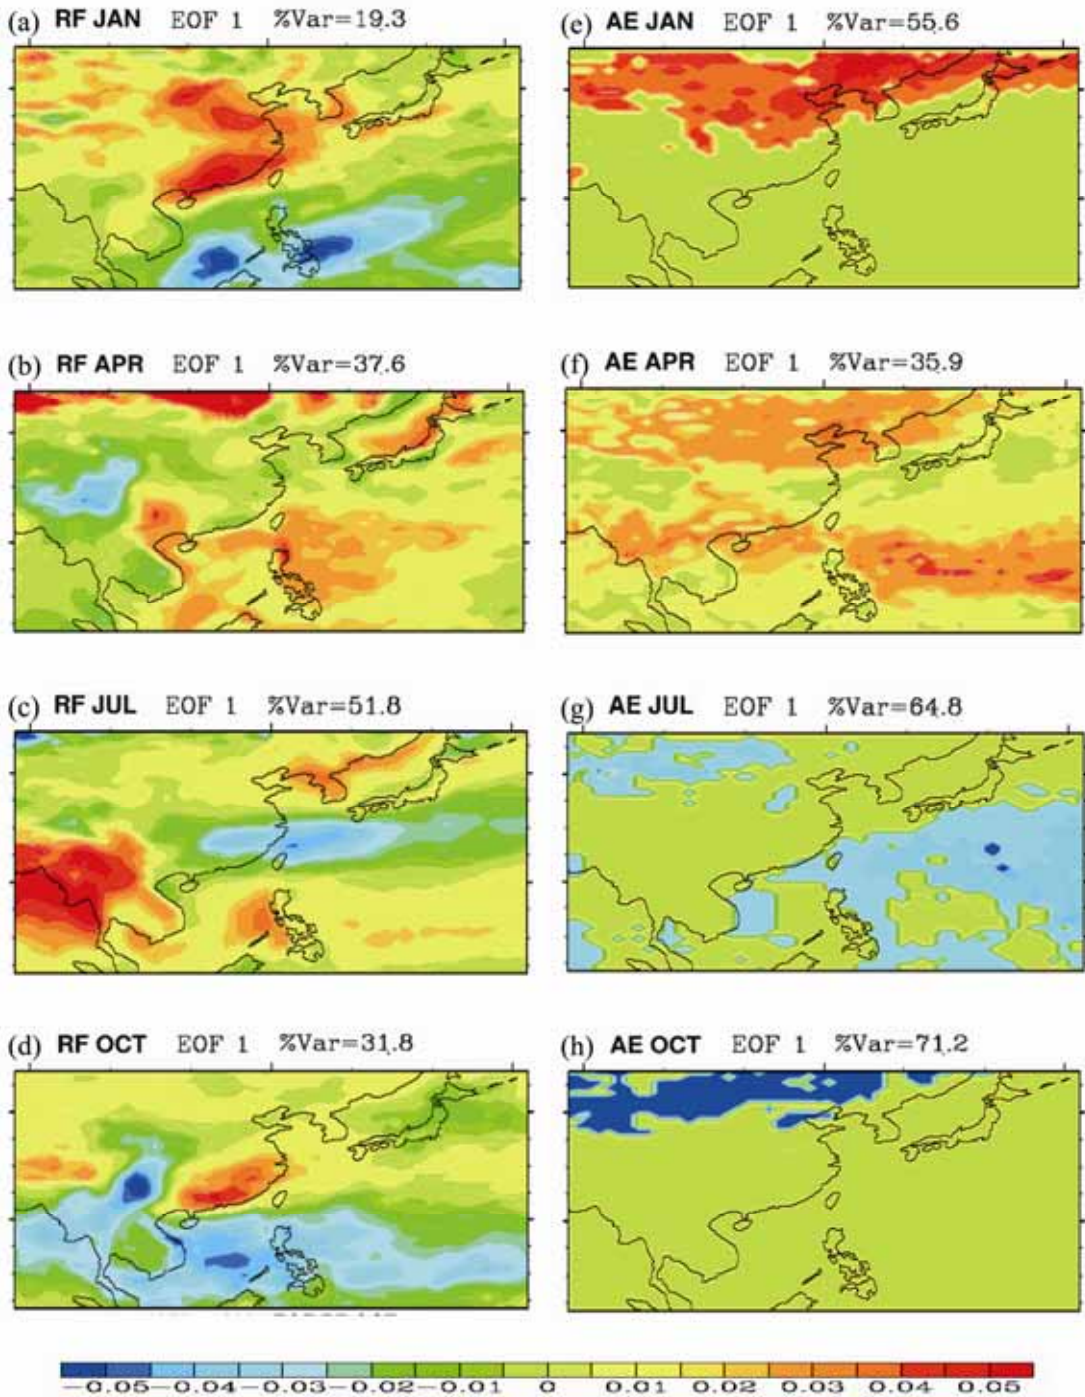 (a) RF JAN EOF 1 %Var=19.3
(e) AE JAN EOF 1 %Var=55.6
(b) RF APR EOF 1 %Var=37.6
(f) AE APR EOF 1 %Var=35.9
(c) RF JUL EOF 1 %Var=51.8
(g) AE JUL EOF 1 %Var=64.8
(d) RF OCT EOF 1 %Var=31.8
(h) AE OCT EOF 1 %Var=71.2
-0.05 -0.04 -0.03 -0.02 -0.01 0 0.01 0.02 0.03 0.04 0.05